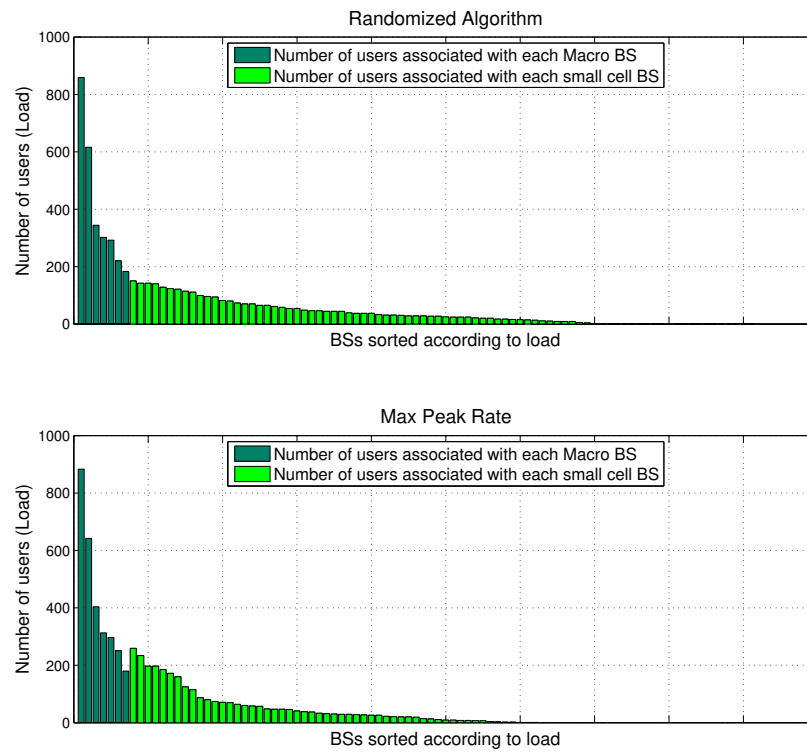 Randomized Algorithm
1000
800
600
400
200
0
Number of users (Load)
Number of users associated with each Macro BS
Number of users associated with each small cell BS
BSs sorted according to load
Max Peak Rate
1000
800
600
400
200
0
Number of users (Load)
Number of users associated with each Macro BS
Number of users associated with each small cell BS
BSs sorted according to load